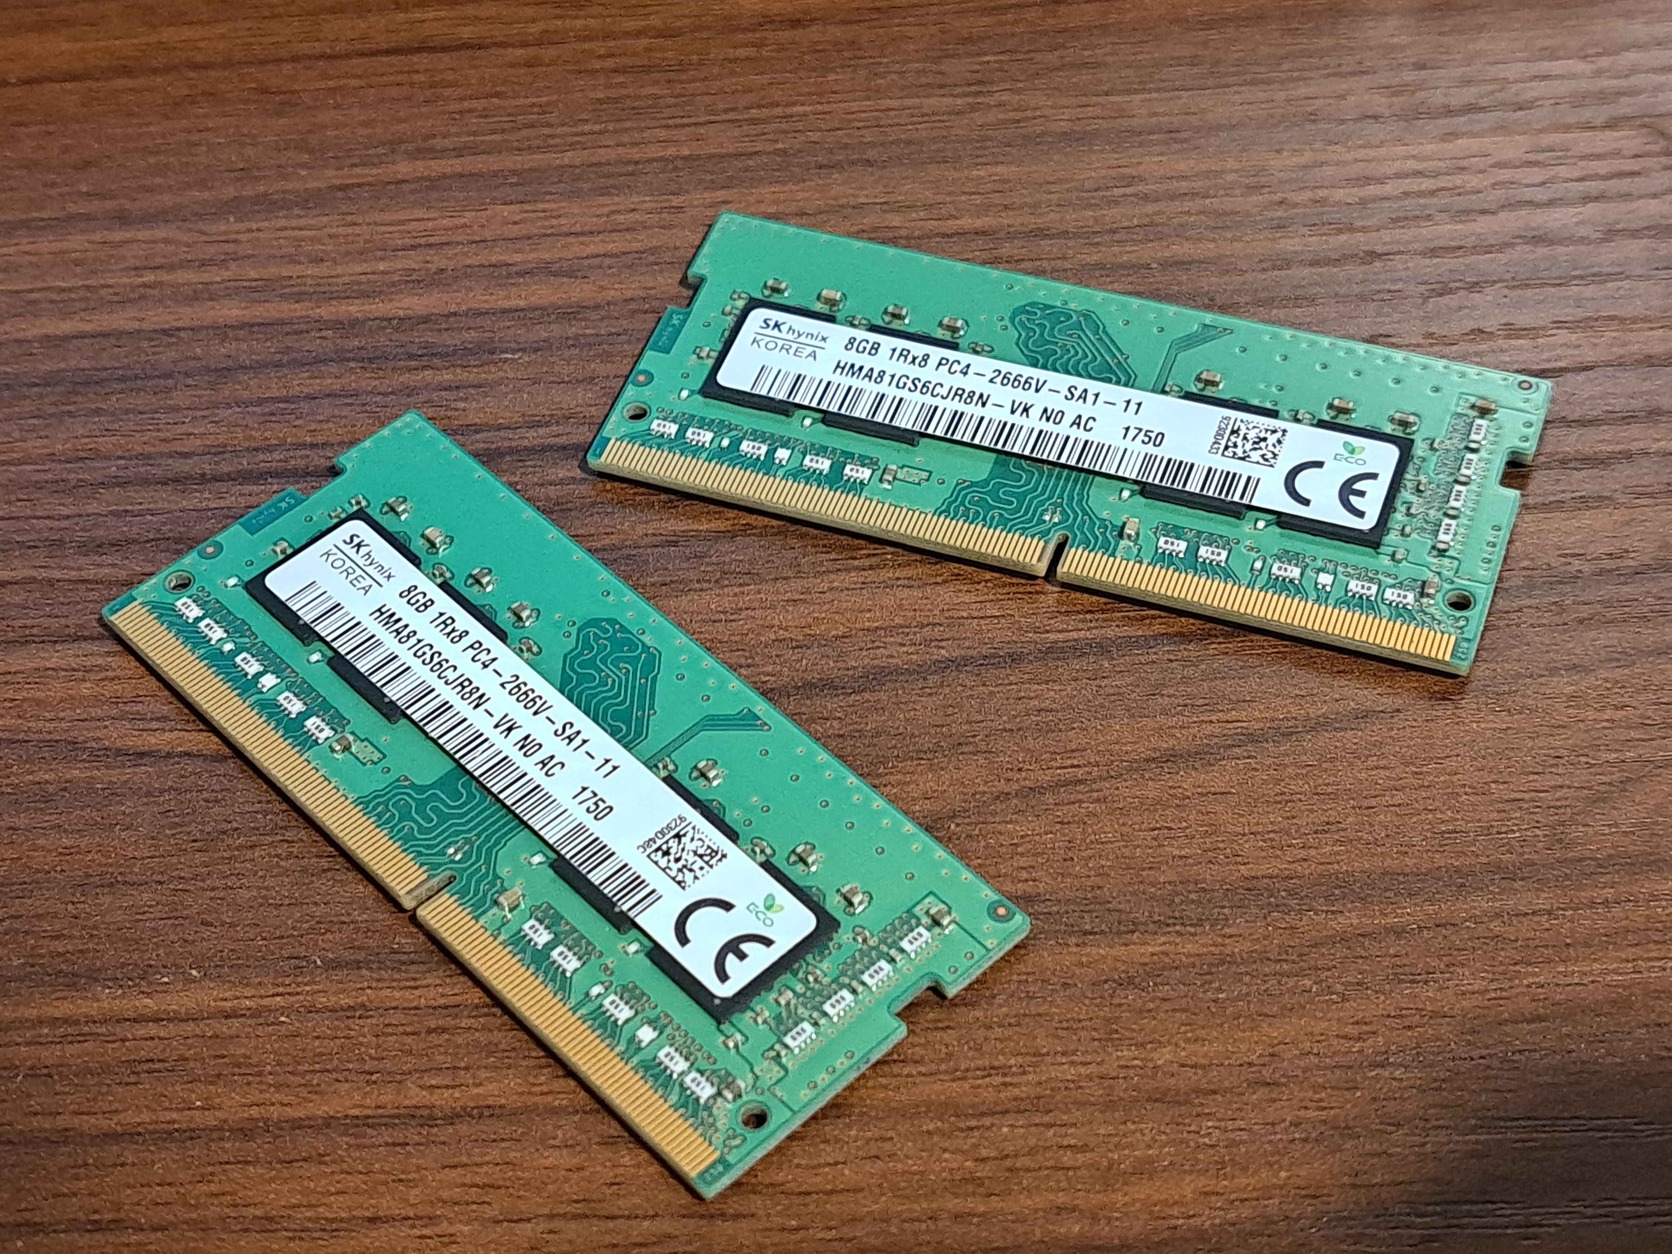 SK hynix
KOREA
8GB 1Rx8 PC4-2666V-SA1-11
HMA81GS6CJR8N-VK N0 AC 1750
ECO
CE
SK hynix
KOREA
8GB 1Rx8 PC4-2666V-SA1-11
HMA81GS6CJR8N-VK N0 AC 1750
ECO
CE